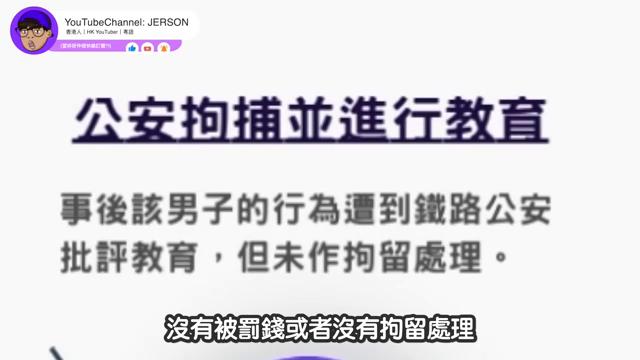 YouTubeChannel: JERSON
香港人 | HK YouTuber | 粵語
公安拘捕並進行教育
事後該男子的行為遭到鐵路公安
批評教育，但未作拘留處理。
沒有被罰錢或者沒有拘留處理